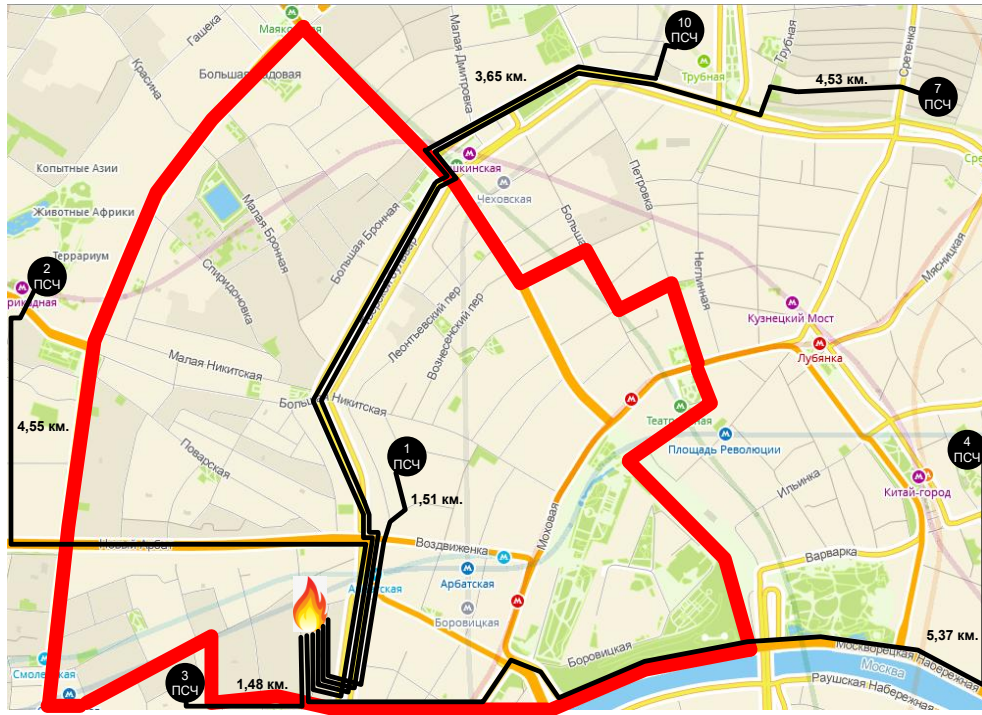 Маяковская
Гашека
Красина
Большая Садовая
Малая Дмитровка
3,65 км.
10
ПСЧ
Трубная
Трубная
4,53 км.
Сретенка
7
ПСЧ
Копытные Азии
Животные Африки
Террариум
Малая Бронная
Большая Бронная
Спиридоновка
Чеховская
Петровка
Неглинная
Мясницкая
2
ПСЧ
Леонтьевский пер
Вознесенский пер
Кузнецкий Мост
Лубянка
Малая Никитская
Большая Никитская
4,55 км.
Поварская
1
ПСЧ
1,51 км.
Театральная
Площадь Революции
4
ПСЧ
Ильинка
Китай-город
Новый Арбат
Воздвиженка
Моховая
Варварка
Арбатская
Арбатская
Боровицкая
Боровицкая
5,37 км.
Москворецкая Набережная
Москва
Раушская Набережная
Смоленская
3
ПСЧ
1,48 км.